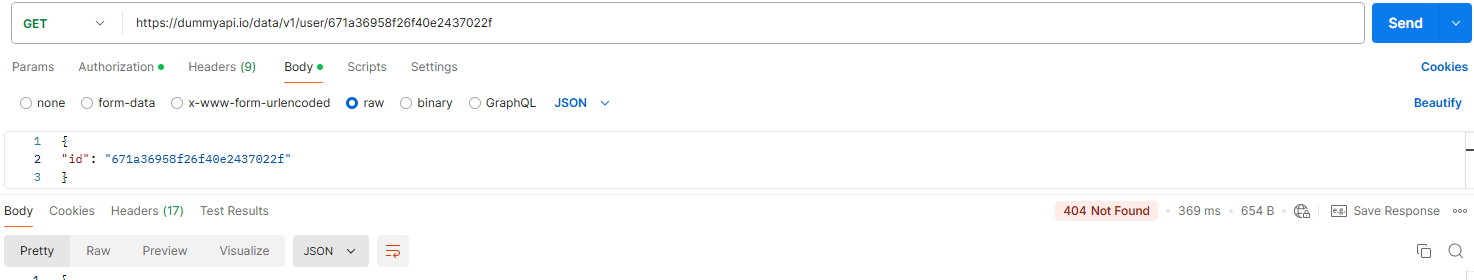 GET https://dummyapi.io/data/v1/user/671a36958f26f40e2437022f Send
Params Authorization Headers (9) Body Scripts Settings Cookies
none form-data x-www-form-urlencoded raw binary GraphQL JSON Beautify
1 {
2 "id": "671a36958f26f40e2437022f"
3 }
Body Cookies Headers (17) Test Results 404 Not Found 369 ms 654 B e.g. Save Response
Pretty Raw Preview Visualize JSON